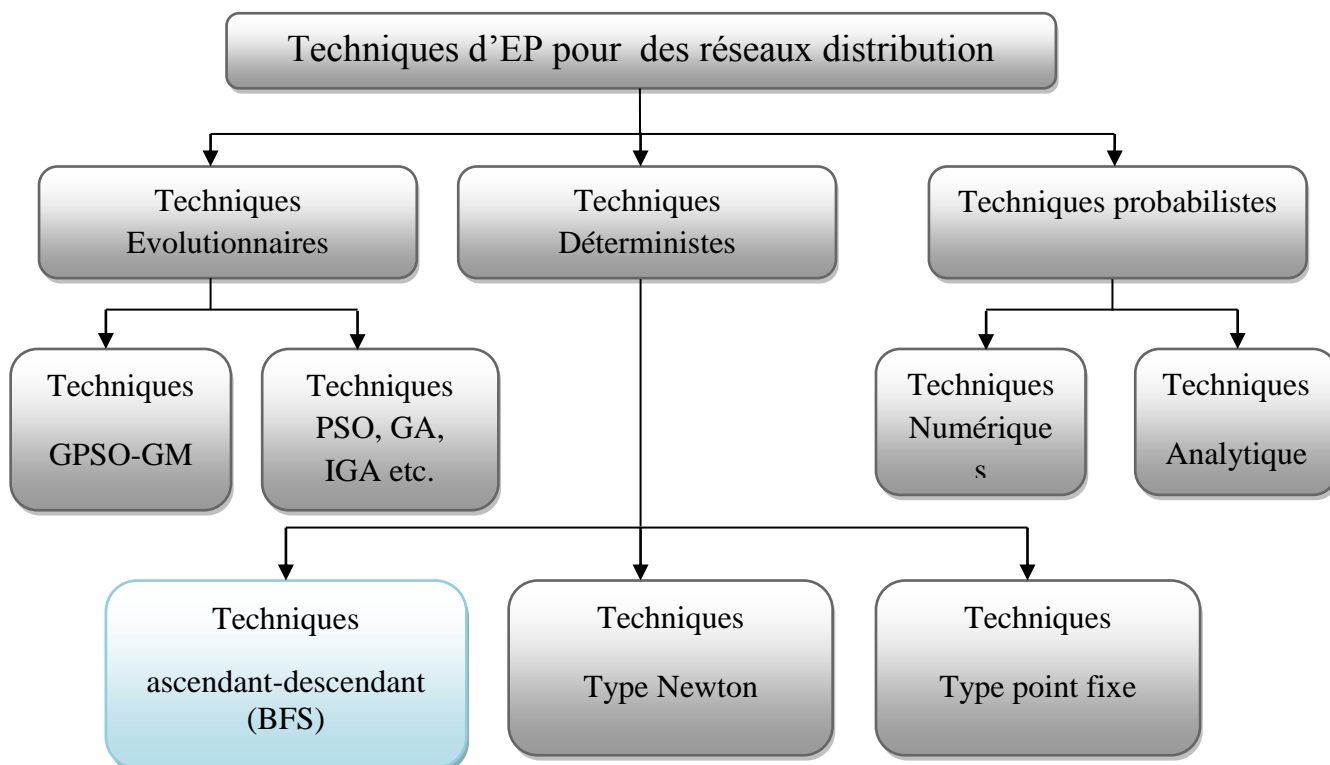 Techniques d’EP pour des réseaux distribution
Techniques
Evolutionnaires
Techniques
Déterministes
Techniques probabilistes
Techniques
GPSO-GM
Techniques
PSO, GA,
IGA etc.
Techniques
Numérique
s
Techniques
Analytique
Techniques
ascendant-descendant
(BFS)
Techniques
Type Newton
Techniques
Type point fixe